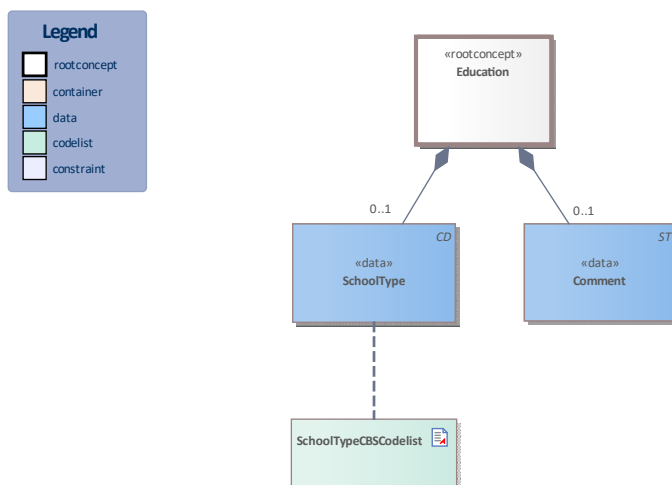 Legend
rootconcept
container
data
codelist
constraint
«rootconcept»
Education
0..1
0..1
CD
«data»
SchoolType
ST
«data»
Comment
SchoolTypeCBSCodelist